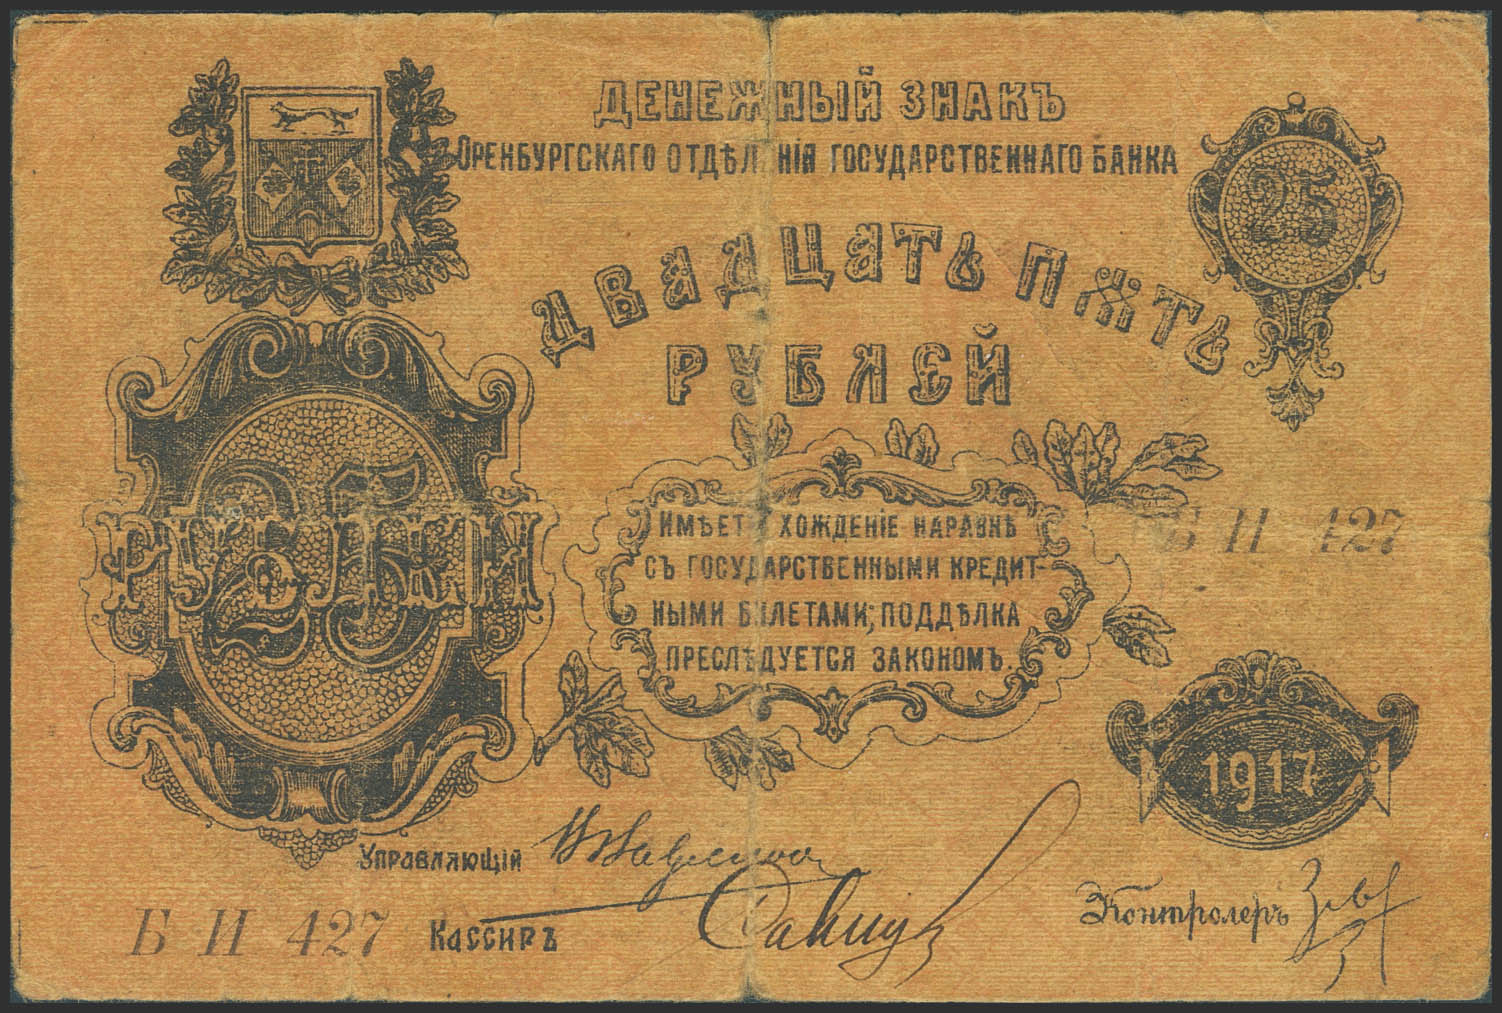 ДЕНЕЖНЫЙ ЗНАКЪ
ОРЕНБУРГСКАГО ОТДѢЛЕНІЯ ГОСУДАРСТВЕННАГО БАНКА
25
ДВАДЦАТЬ ПЯТЬ
РУБЛЕЙ
25
РУБЛЕЙ
ИМѢЕТЪ ХОЖДЕНІЕ НАРАВНѢ
СЪ ГОСУДАРСТВЕННЫМИ КРЕДИТ-
НЫМИ БИЛЕТАМИ; ПОДДѢЛКА
ПРЕСЛѢДУЕТСЯ ЗАКОНОМЪ.
Б И 427
1917
Управляющій
Б И 427
Кассиръ
Контролеръ